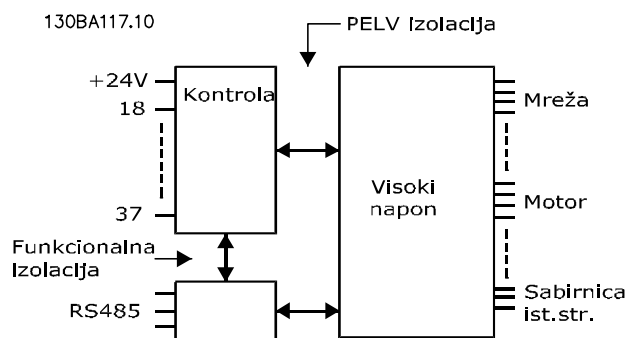 130BA117.10
PELV izolacija
+24V
18
37
Kontrola
Visoki
napon
Mreža
Motor
Sabirnica
ist.str.
Funkcionalna
izolacija
RS485